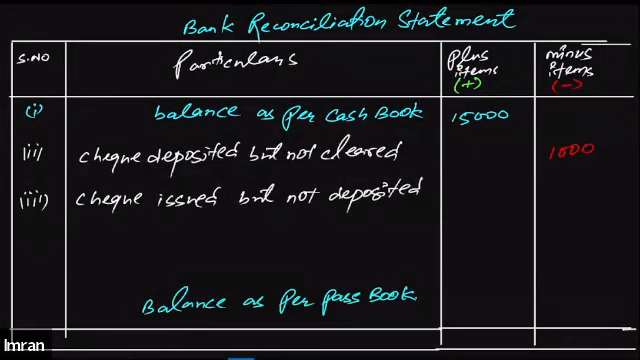 Bank Reconciliation Statement
S.NO Particulars plus items (+) minus items (-)
(i) balance as per Cash Book 15000
(ii) cheque deposited but not cleared 1000
(iii) cheque issued but not deposited
Balance as per pass Book
Imran